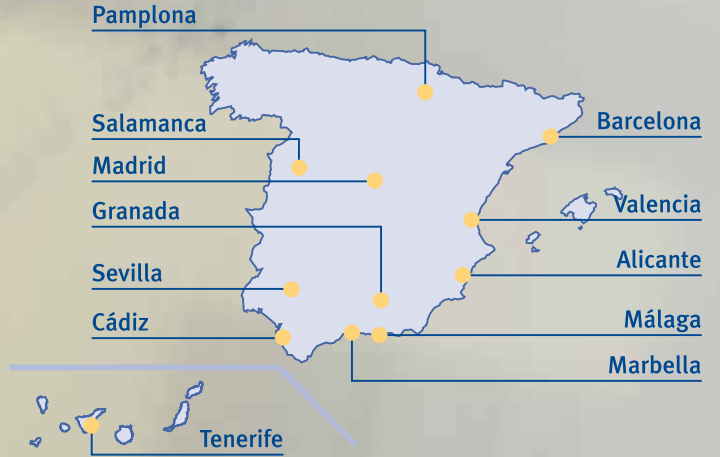 Pamplona
Salamanca
Madrid
Granada
Sevilla
Cádiz
Barcelona
Valencia
Alicante
Málaga
Marbella
Tenerife